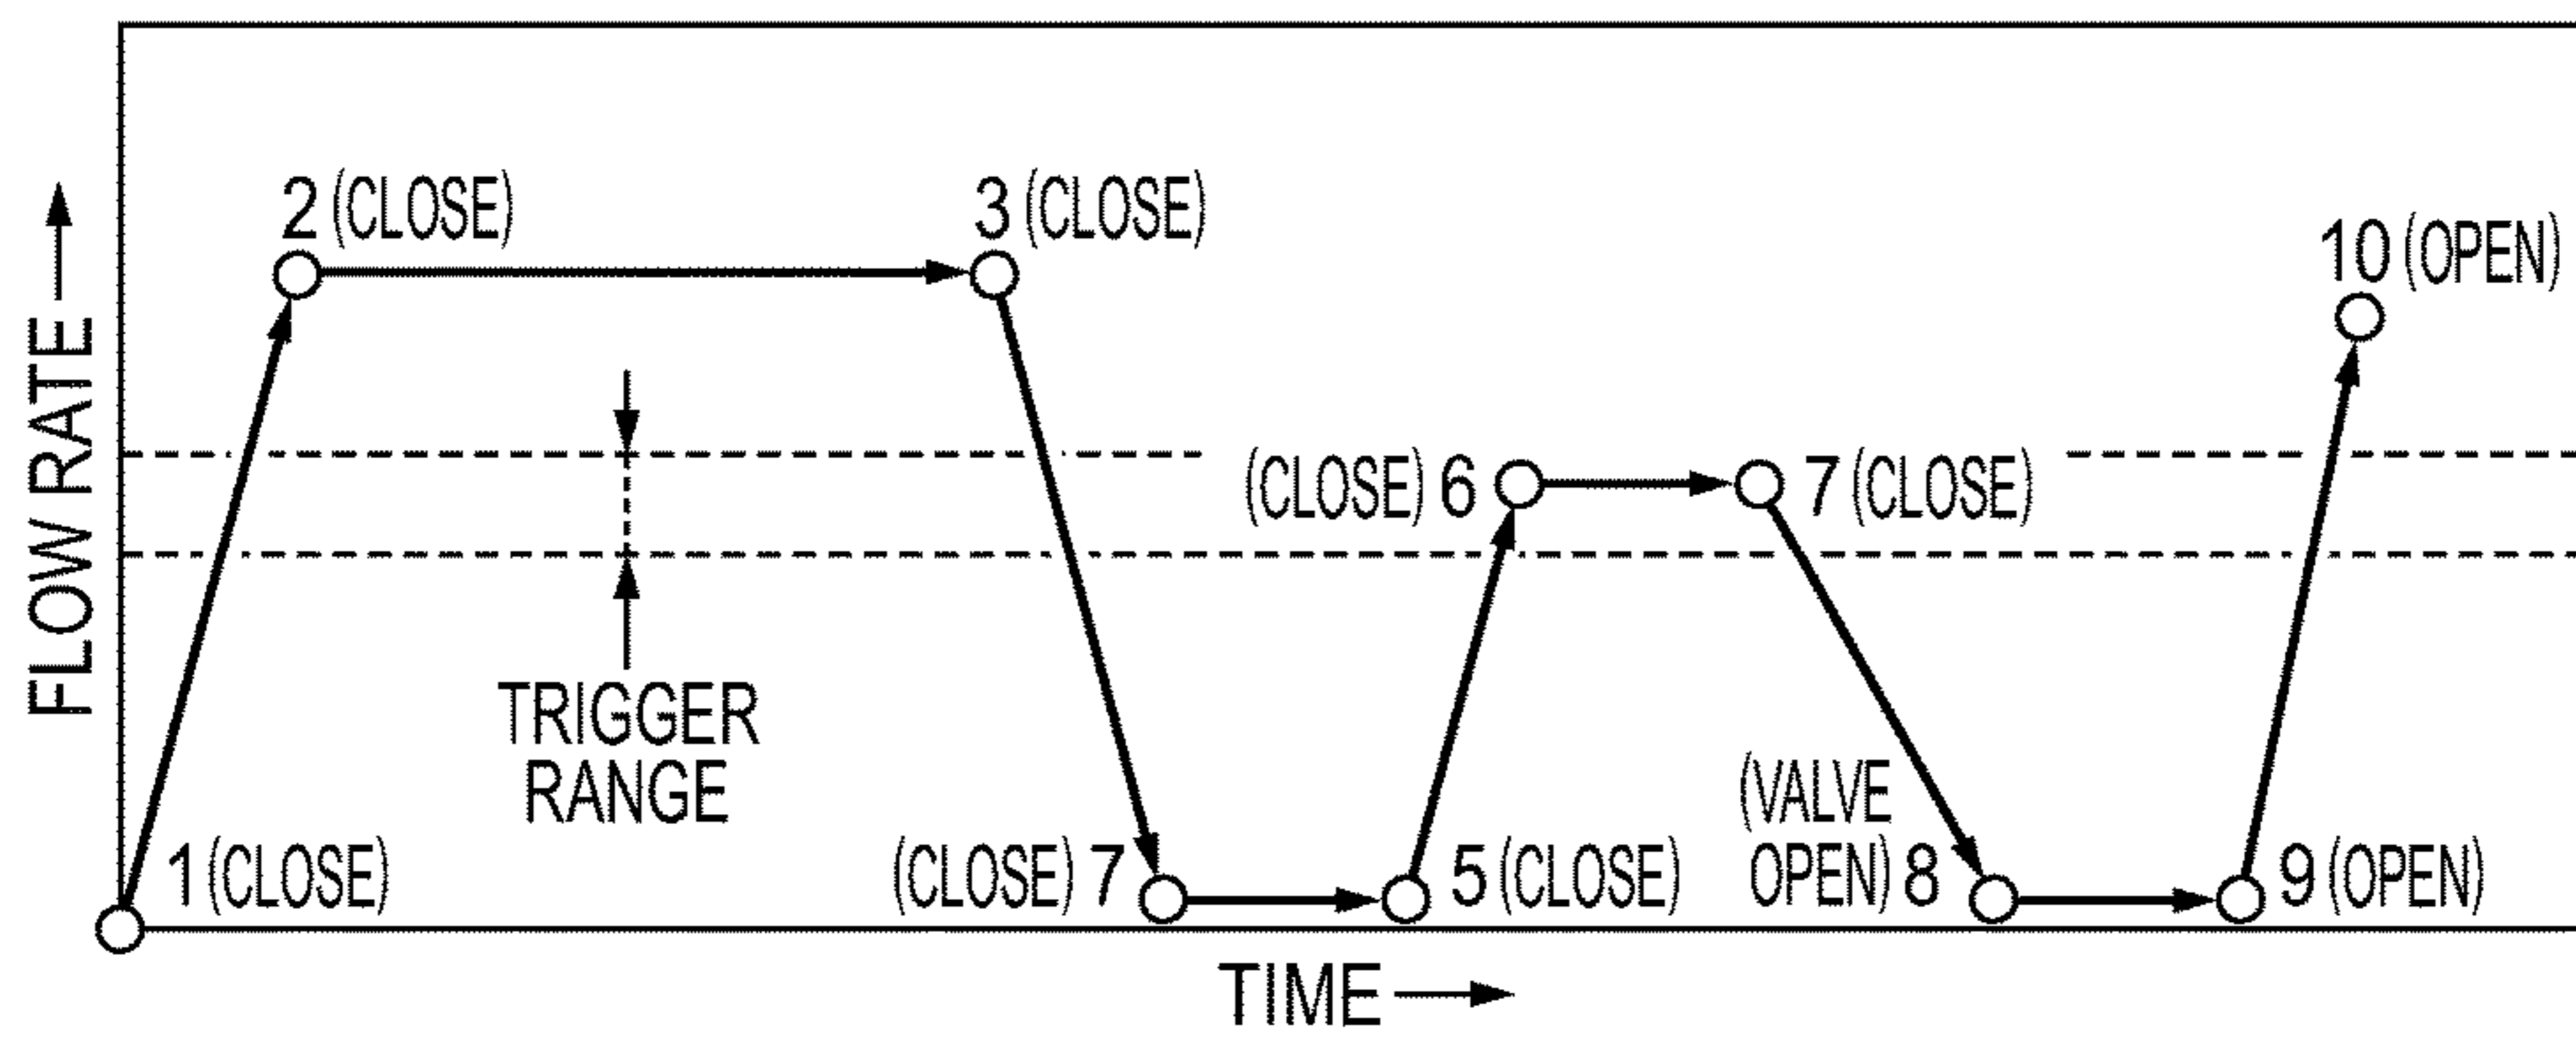 2 (CLOSE)
3 (CLOSE)
10 (OPEN)
FLOW RATE
(CLOSE) 6
7 (CLOSE)
TRIGGER
RANGE
(VALVE
OPEN) 8
1 (CLOSE)
(CLOSE) 7
5 (CLOSE)
9 (OPEN)
TIME